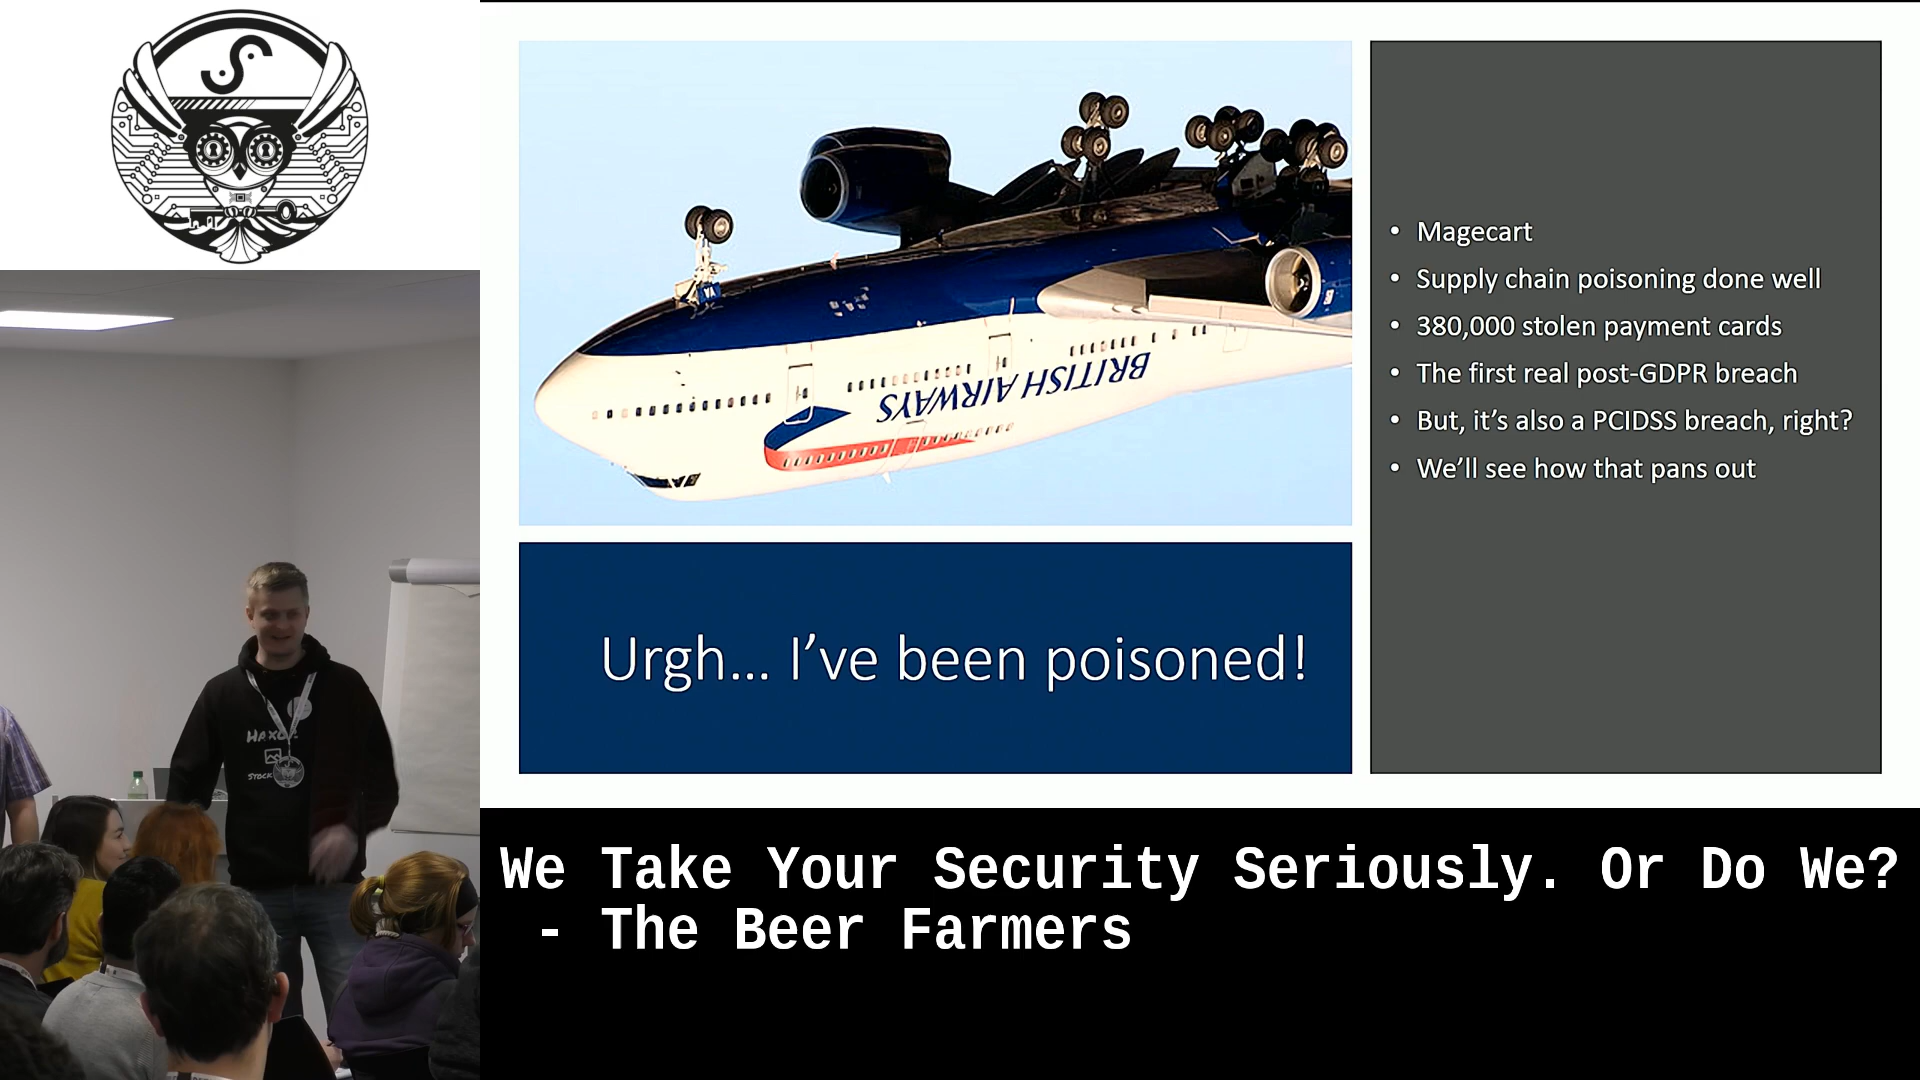 BRITISH AIRWAYS
Magecart
Supply chain poisoning done well
380,000 stolen payment cards
The first real post-GDPR breach
But, it’s also a PCIDSS breach, right?
We’ll see how that pans out
Urgh... I’ve been poisoned!
STOCK
We Take Your Security Seriously. Or Do We?
- The Beer Farmers